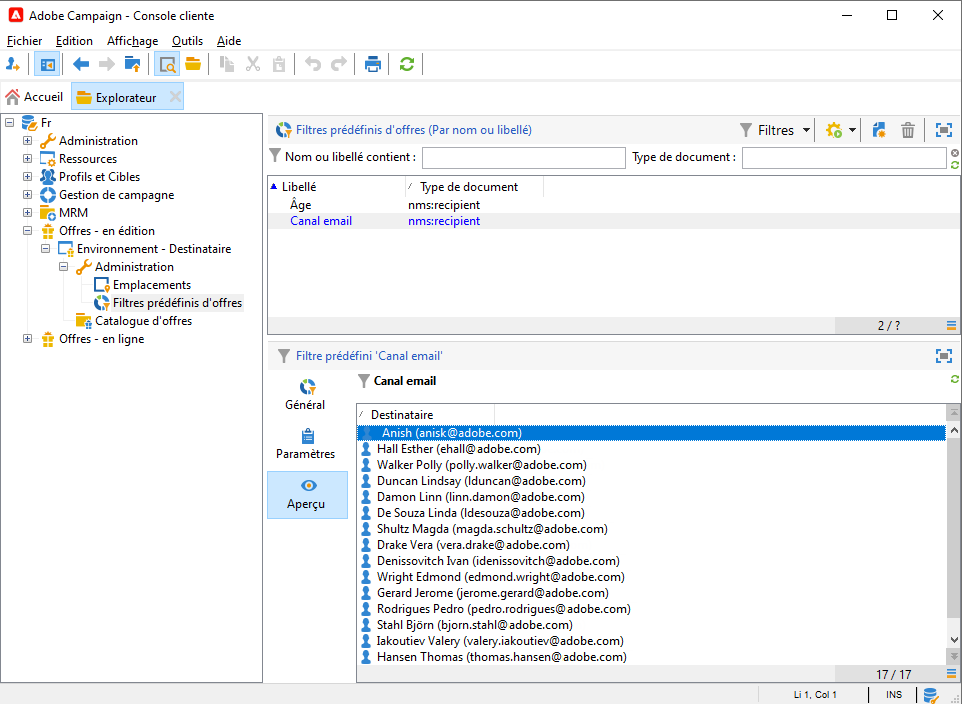 Adobe Campaign - Console cliente
Fichier Edition Affichage Outils Aide
Accueil Explorateur
Fr
Administration
Ressources
Profils et Cibles
Gestion de campagne
MRM
Offres - en édition
Environnement - Destinataire
Administration
Emplacements
Filtres prédéfinis d'offres
Catalogue d'offres
Offres - en ligne
Filtres prédéfinis d'offres (Par nom ou libellé) Filtres
Nom ou libellé contient : Type de document :
Libellé Type de document
Âge nms:recipient
Canal email nms:recipient
2 / ?
Filtre prédéfini 'Canal email'
Général
Paramètres
Aperçu
Canal email
Destinataire
Anish (anisk@adobe.com)
Hall Esther (ehall@adobe.com)
Walker Polly (polly.walker@adobe.com)
Duncan Lindsay (lduncan@adobe.com)
Damon Linn (linn.damon@adobe.com)
De Souza Linda (ldesouza@adobe.com)
Shultz Magda (magda.schultz@adobe.com)
Drake Vera (vera.drake@adobe.com)
Denissovitch Ivan (idenissovitch@adobe.com)
Wright Edmond (edmond.wright@adobe.com)
Gerard Jerome (jerome.gerard@adobe.com)
Rodrigues Pedro (pedro.rodrigues@adobe.com)
Stahl Björn (bjorn.stahl@adobe.com)
Iakoutiev Valery (valery.iakoutiev@adobe.com)
Hansen Thomas (thomas.hansen@adobe.com)
17 / 17
Li 1, Col 1 INS